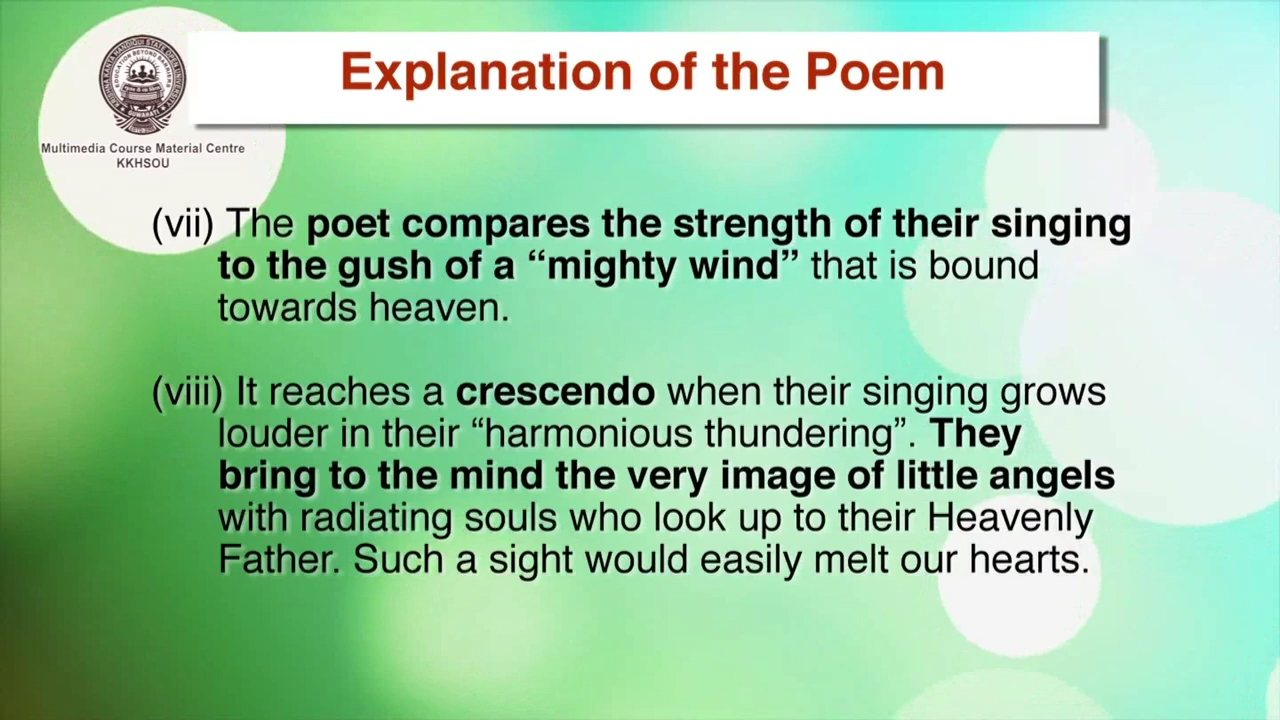 Explanation of the Poem
Multimedia Course Material Centre
KKHSOU
(vii) The poet compares the strength of their singing
to the gush of a “mighty wind” that is bound
towards heaven.
(viii) It reaches a crescendo when their singing grows
louder in their “harmonious thundering”. They
bring to the mind the very image of little angels
with radiating souls who look up to their Heavenly
Father. Such a sight would easily melt our hearts.